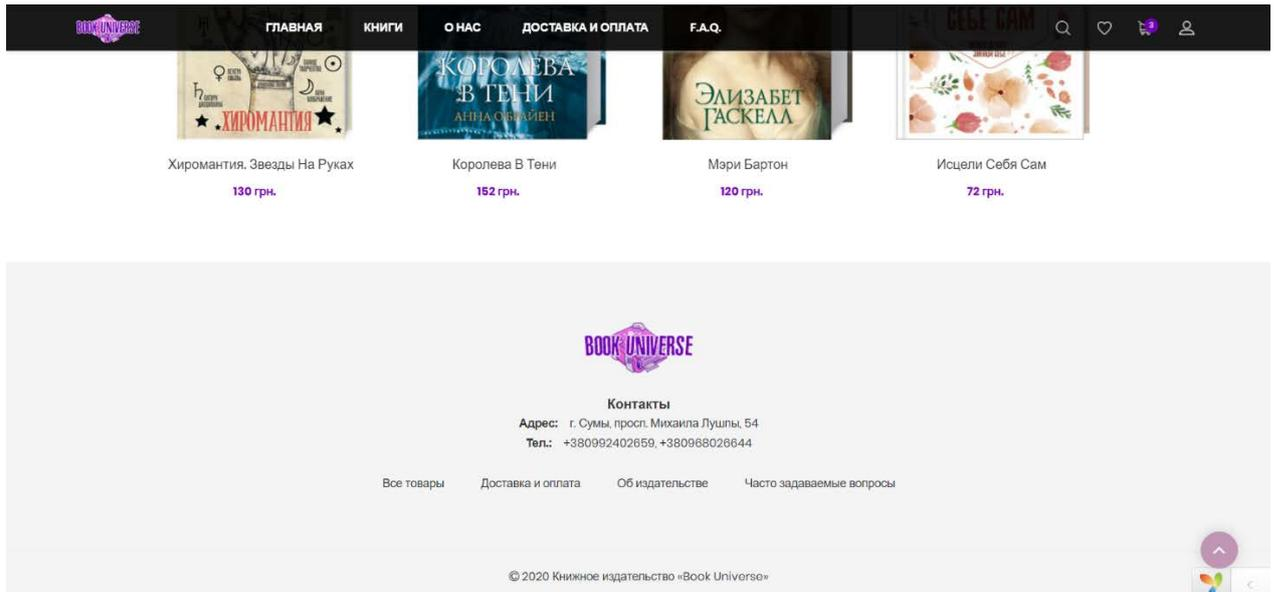 BOOK UNIVERSE
ГЛАВНАЯ КНИГИ О НАС ДОСТАВКА И ОПЛАТА F.A.Q.
3
СЕБЕ САМ
ХИРОМАНТИЯ
КОРОЛЕВА
В ТЕНИ
АННА О'БРАЙЕН
ЭЛИЗАБЕТ
ГАСКЕЛЛ
Хиромантия. Звезды На Руках
130 грн.
Королева В Тени
152 грн.
Мэри Бартон
120 грн.
Исцели Себя Сам
72 грн.
BOOK UNIVERSE
Контакты
Адрес: г. Сумы, просп. Михаила Лушпы, 54
Тел.: +380992402659, +380968026644
Все товары Доставка и оплата Об издательстве Часто задаваемые вопросы
© 2020 Книжное издательство «Book Universe»